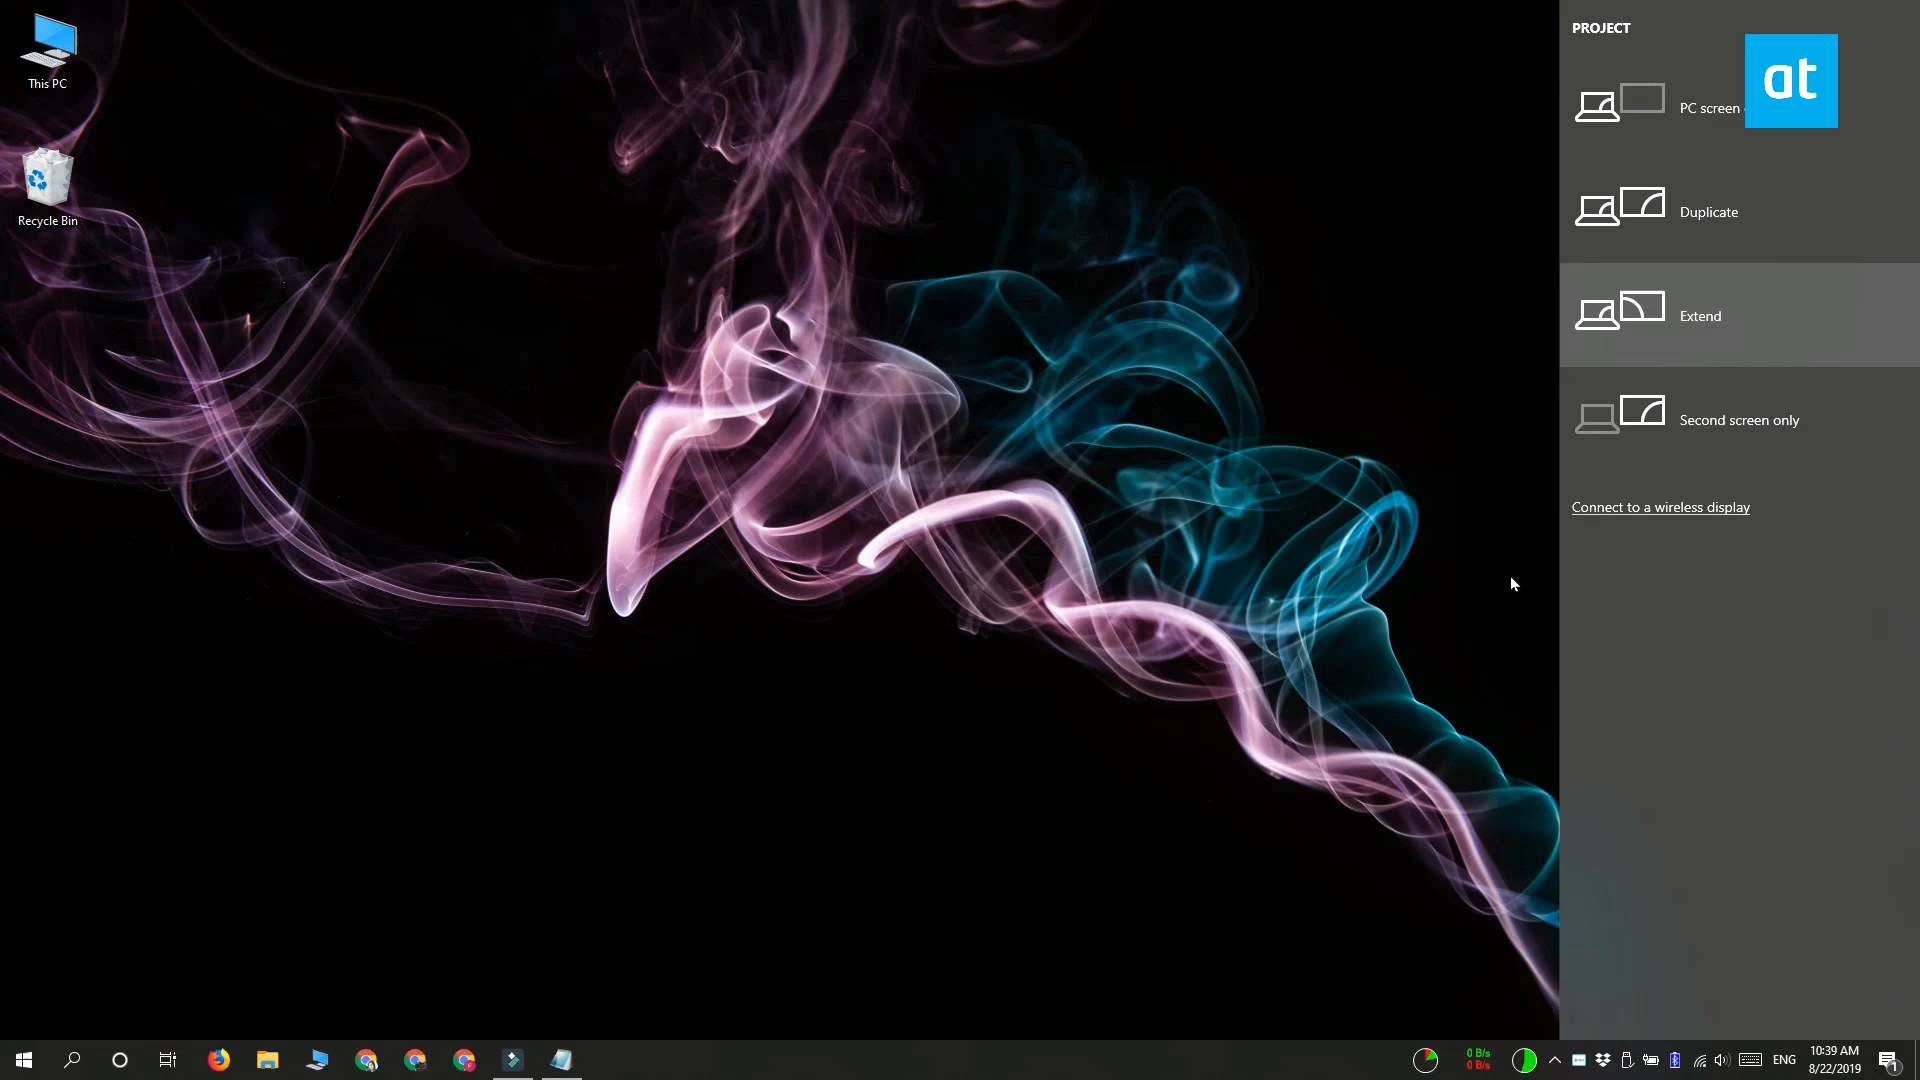 This PC
Recycle Bin
PROJECT
at
PC screen
Duplicate
Extend
Second screen only
Connect to a wireless display
0 B/s
0 B/s
ENG
10:39 AM
8/22/2019
1